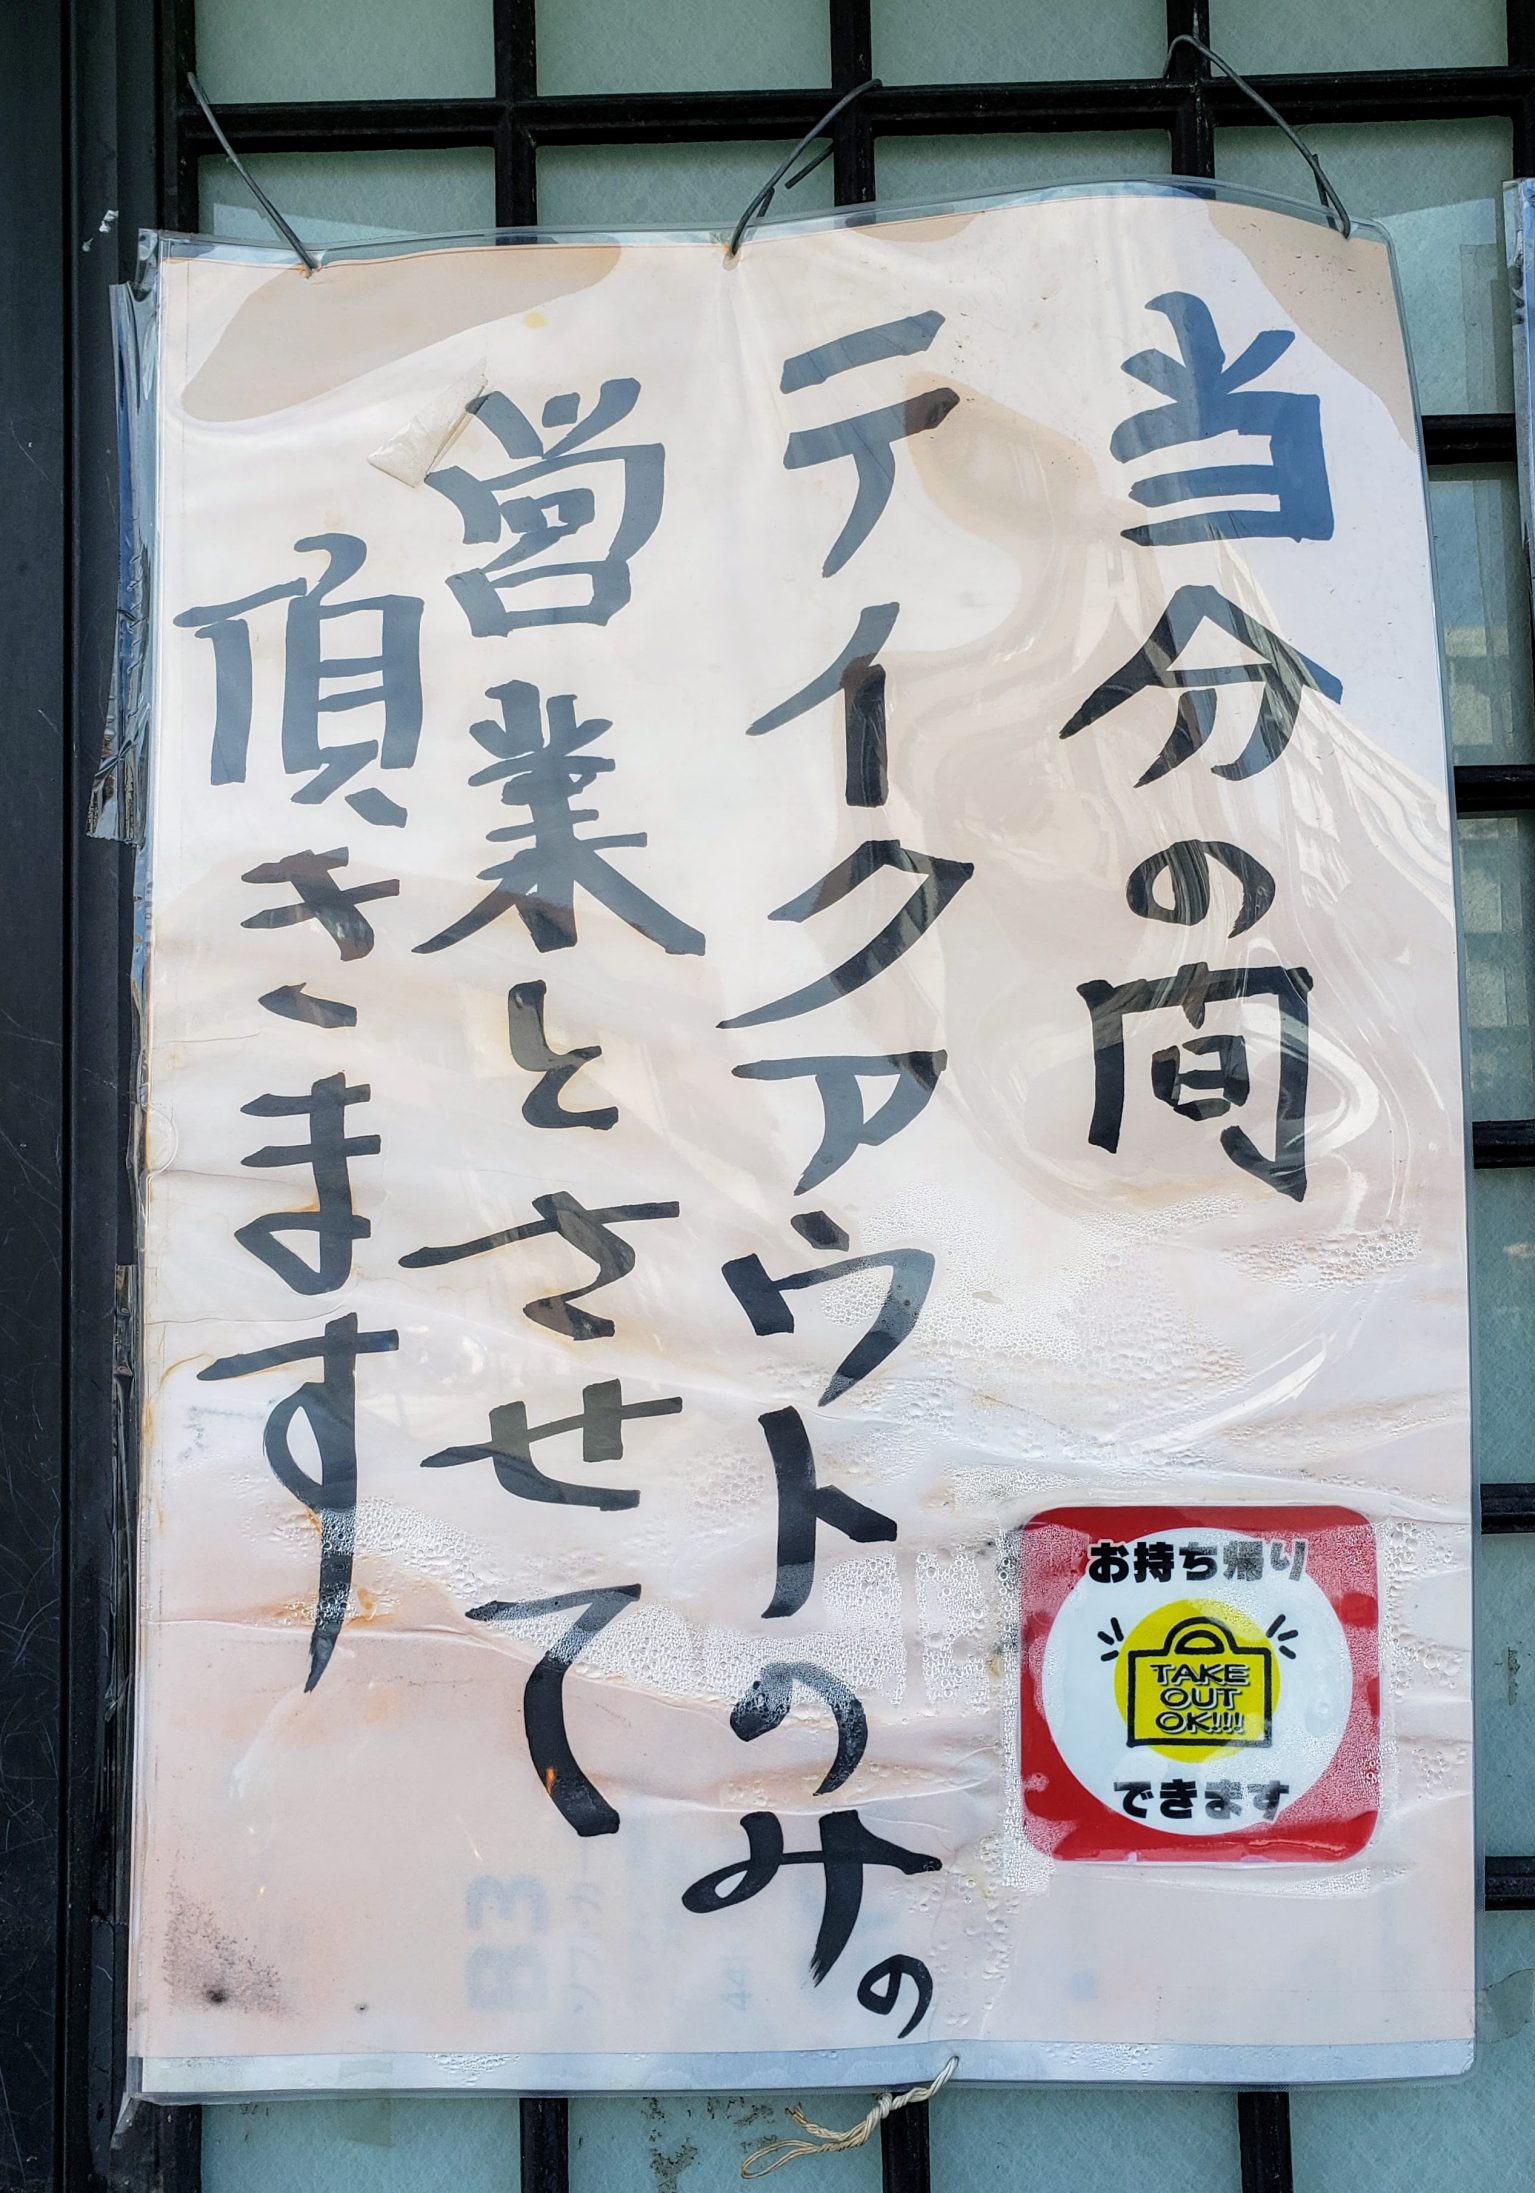 当分の間
テイクアウトのみの
営業とさせて
頂きます
お持ち帰り
TAKE
OUT
OK!!!!
できます